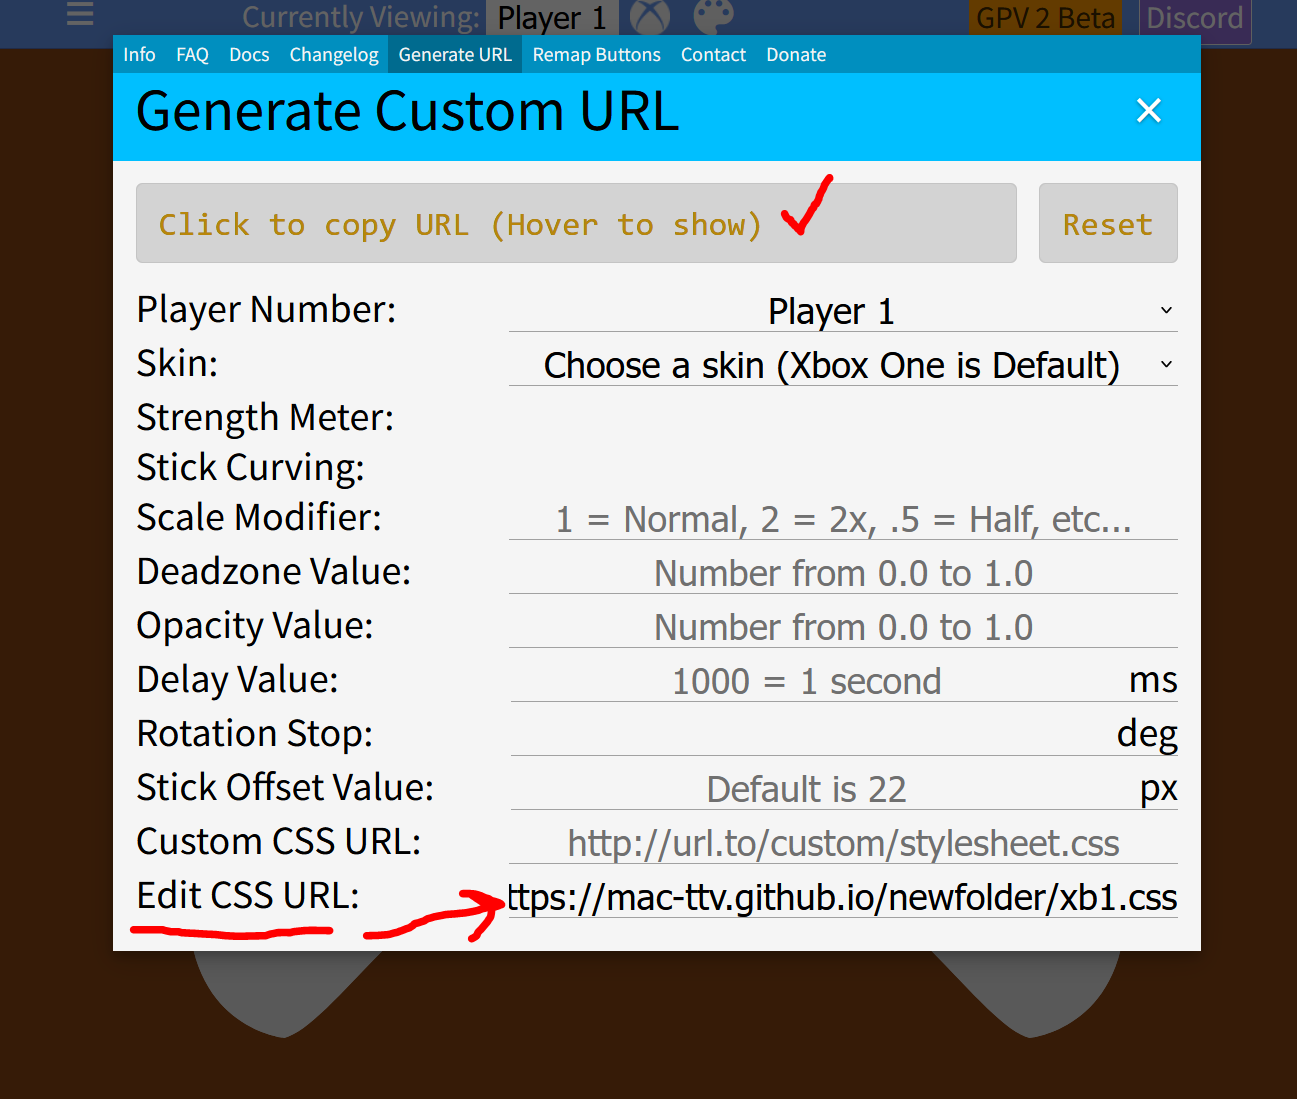 Currently Viewing: Player 1 GPV 2 Beta Discord
Info FAQ Docs Changelog Generate URL Remap Buttons Contact Donate
Generate Custom URL
Click to copy URL (Hover to show) Reset
Player Number: Player 1
Skin: Choose a skin (Xbox One is Default)
Strength Meter:
Stick Curving:
Scale Modifier: 1 = Normal, 2 = 2x, .5 = Half, etc...
Deadzone Value: Number from 0.0 to 1.0
Opacity Value: Number from 0.0 to 1.0
Delay Value: 1000 = 1 second ms
Rotation Stop: deg
Stick Offset Value: Default is 22 px
Custom CSS URL: http://url.to/custom/stylesheet.css
Edit CSS URL: ttps://mac-ttv.github.io/newfolder/xb1.css